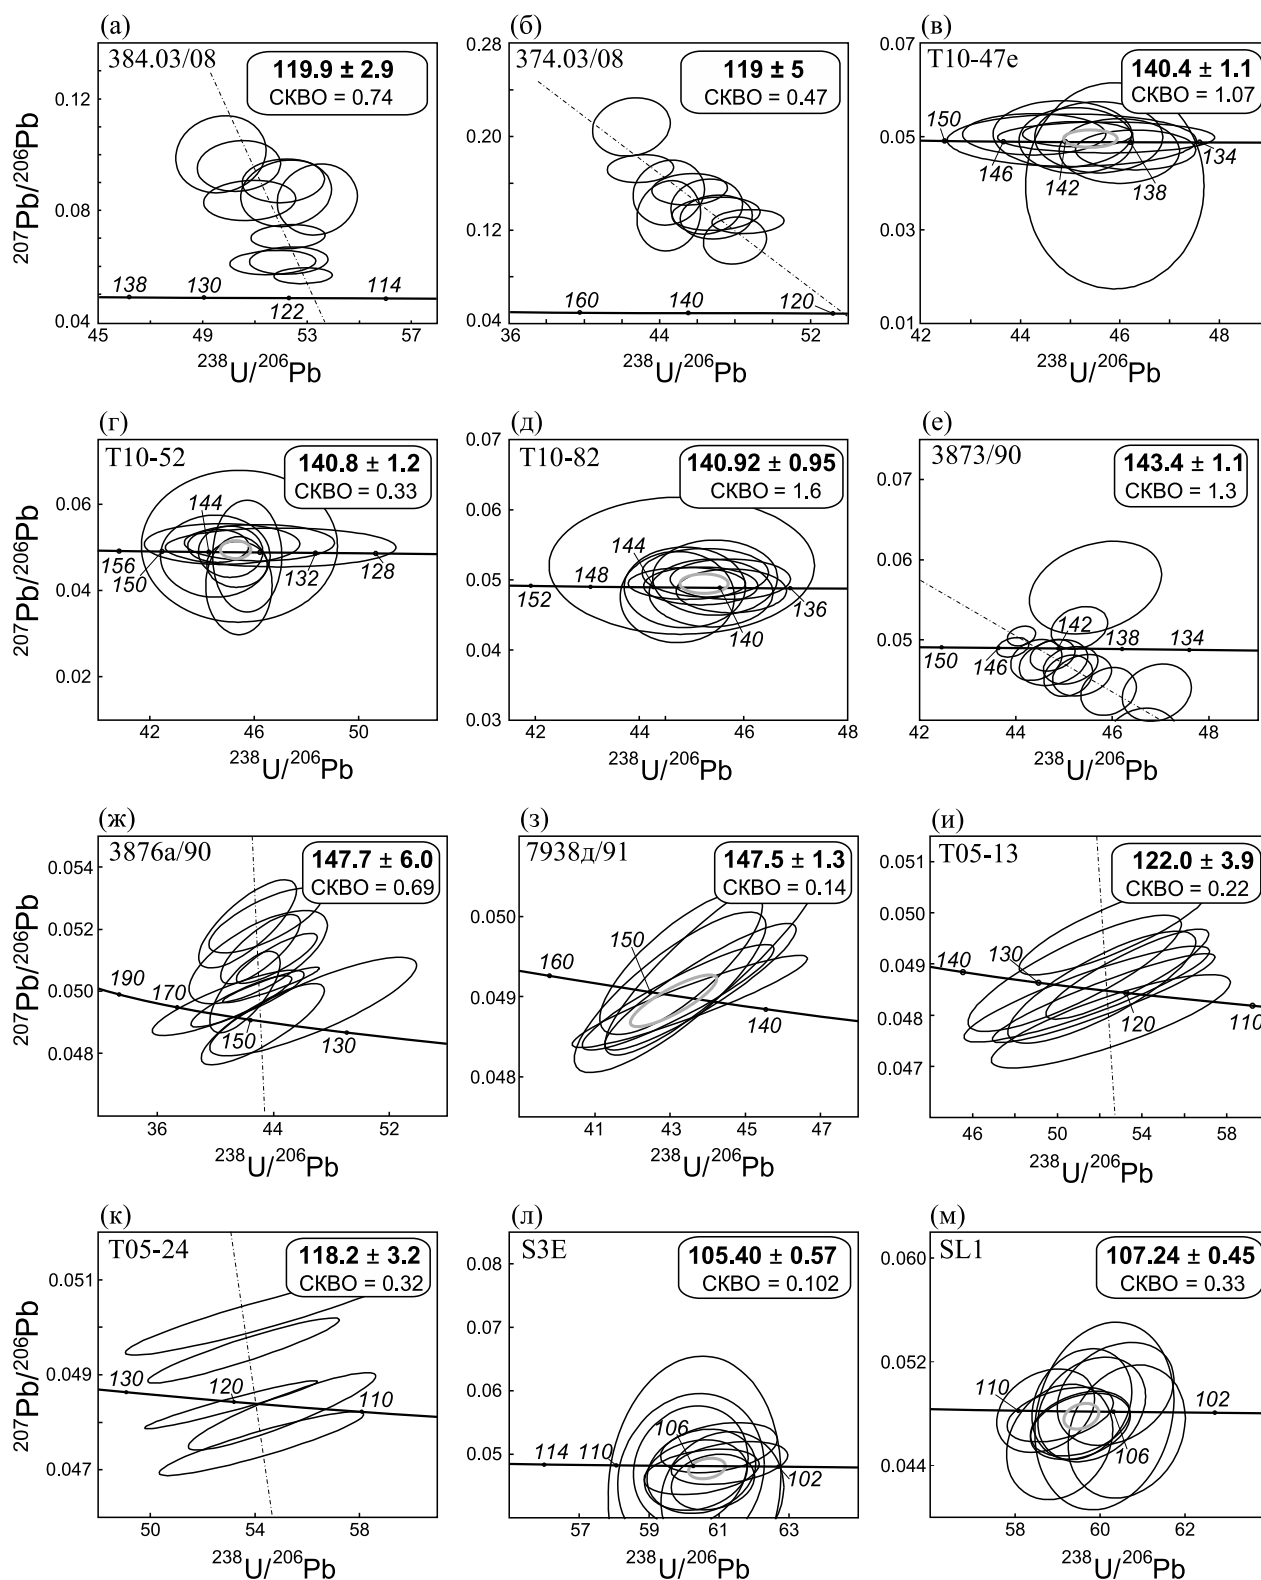 (а)
384.03/08
119.9 ± 2.9
СКВО = 0.74
0.12
0.08
0.04
138
130
122
114
45
49
53
57
207Pb/206Pb
238U/206Pb
(б)
374.03/08
119 ± 5
СКВО = 0.47
0.28
0.20
0.12
0.04
160
140
120
36
44
52
238U/206Pb
(в)
T10-47e
140.4 ± 1.1
СКВО = 1.07
0.07
0.05
0.03
0.01
150
146
142
138
134
42
44
46
48
238U/206Pb
(г)
T10-52
140.8 ± 1.2
СКВО = 0.33
0.06
0.04
0.02
144
156
150
132
128
42
46
50
207Pb/206Pb
238U/206Pb
(д)
T10-82
140.92 ± 0.95
СКВО = 1.6
0.07
0.06
0.05
0.04
0.03
144
148
152
140
136
42
44
46
48
238U/206Pb
(е)
3873/90
143.4 ± 1.1
СКВО = 1.3
0.07
0.06
0.05
150
146
142
138
134
42
44
46
48
238U/206Pb
(ж)
3876а/90
147.7 ± 6.0
СКВО = 0.69
0.054
0.052
0.050
0.048
190
170
150
130
36
44
52
207Pb/206Pb
238U/206Pb
(з)
7938д/91
147.5 ± 1.3
СКВО = 0.14
0.050
0.049
0.048
160
150
140
41
43
45
47
238U/206Pb
(и)
T05-13
122.0 ± 3.9
СКВО = 0.22
0.051
0.050
0.049
0.048
0.047
140
130
120
110
46
50
54
58
238U/206Pb
(к)
T05-24
118.2 ± 3.2
СКВО = 0.32
0.051
0.049
0.047
130
120
110
50
54
58
207Pb/206Pb
238U/206Pb
(л)
S3E
105.40 ± 0.57
СКВО = 0.102
0.08
0.07
0.06
0.05
106
114
110
102
57
59
61
63
238U/206Pb
(м)
SL1
107.24 ± 0.45
СКВО = 0.33
0.060
0.052
0.044
110
102
106
58
60
62
238U/206Pb